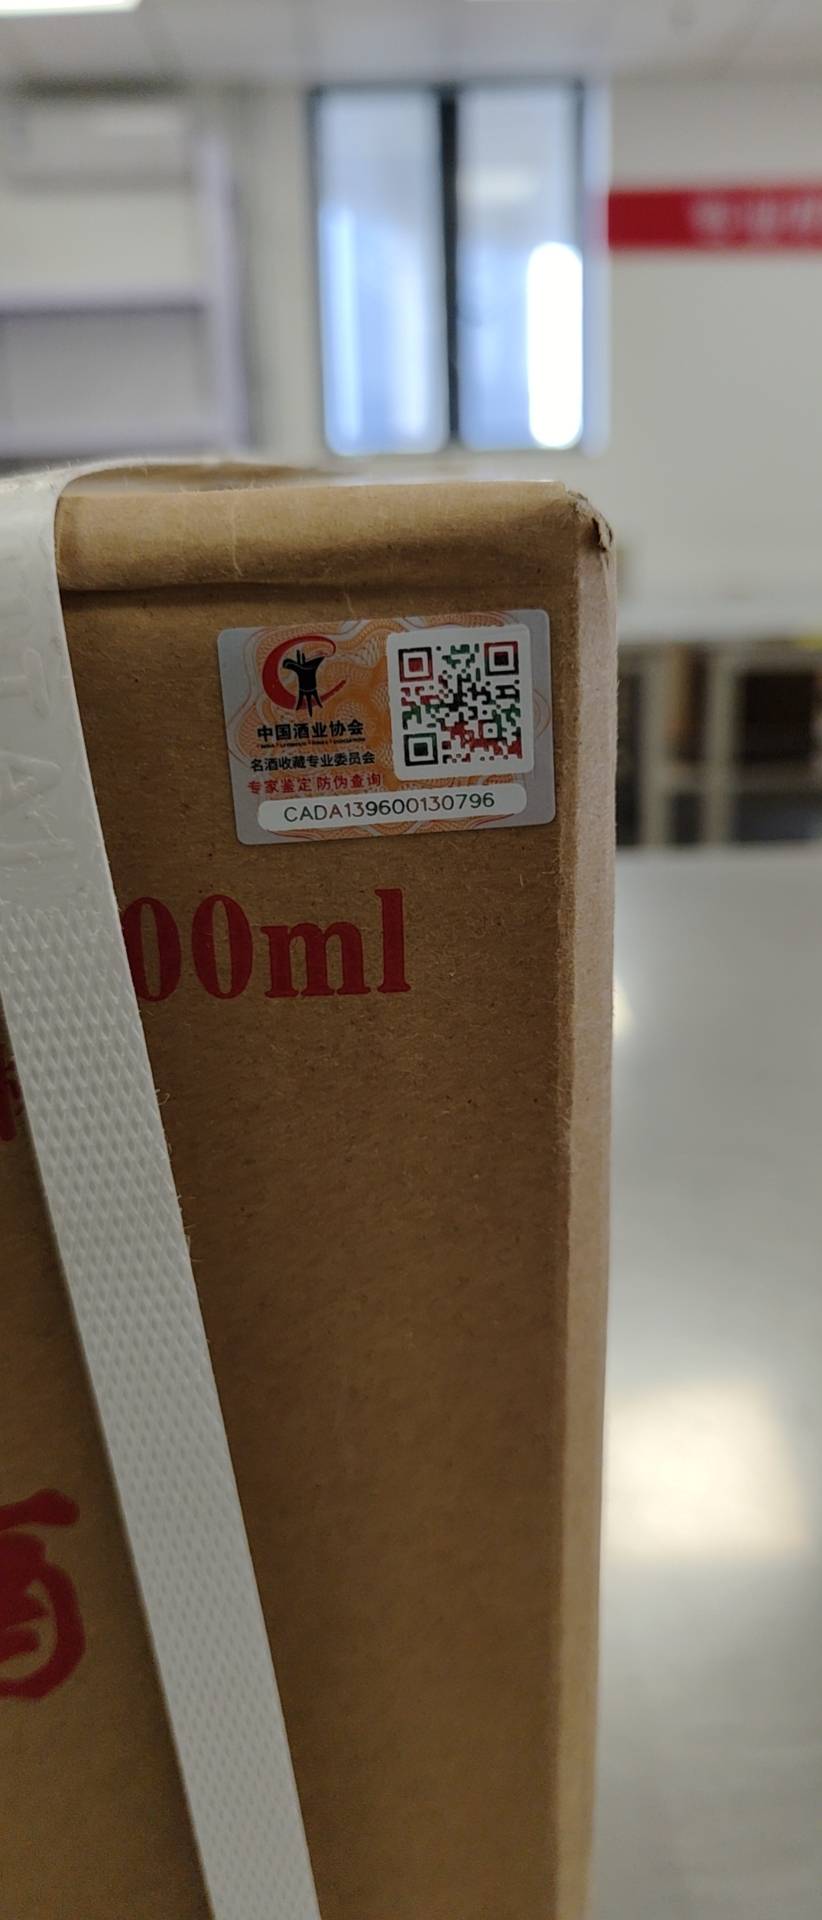 中国酒业协会
名酒收藏专业委员会
专家鉴定 防伪查询
CADA139600130796
00ml
酒